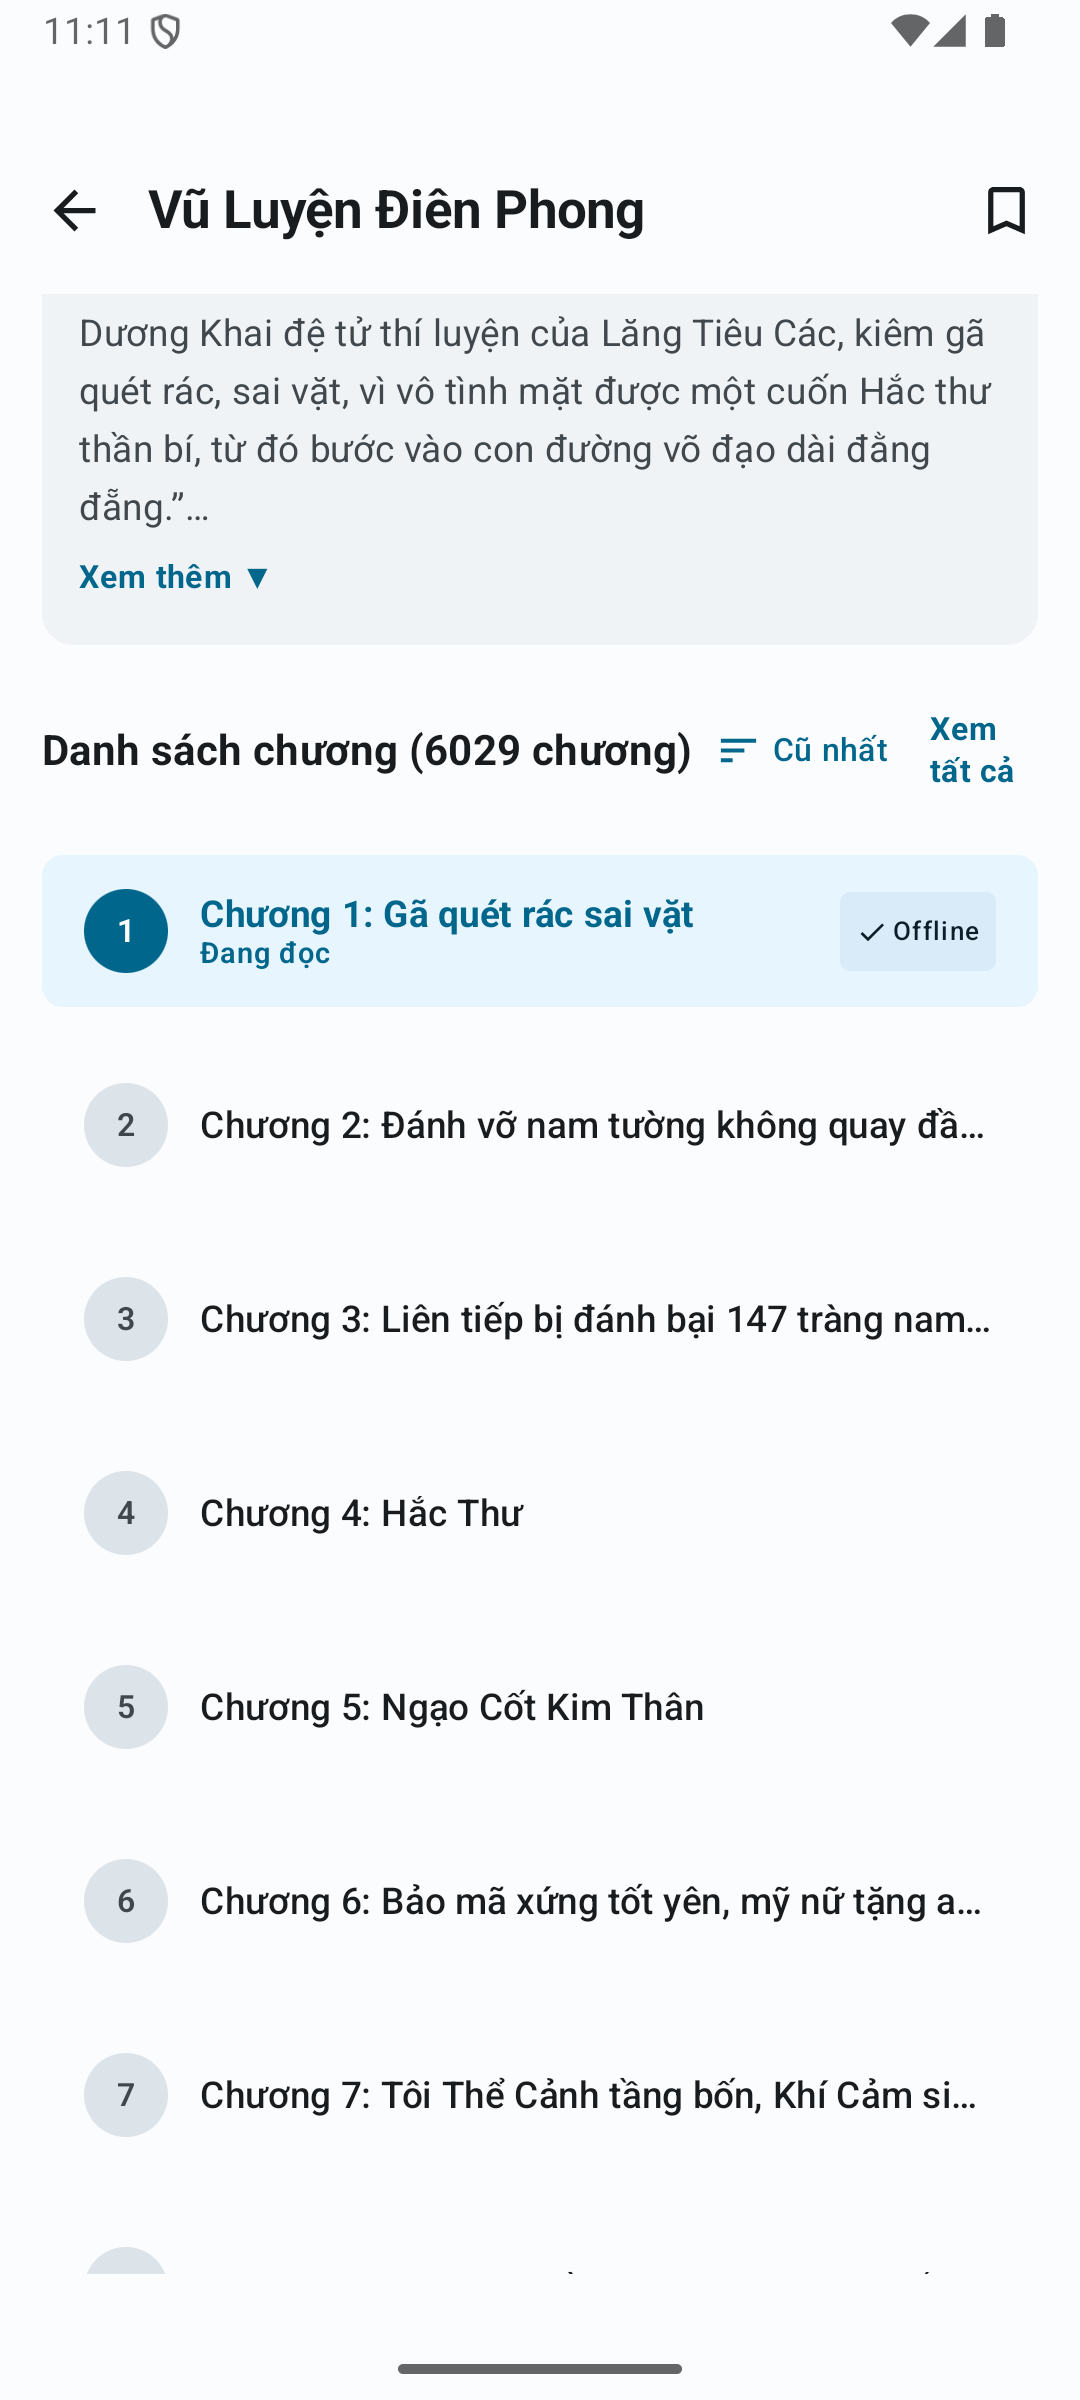 11:11
Vũ Luyện Điên Phong
Dương Khai đệ tử thí luyện của Lăng Tiêu Các, kiêm gã
quét rác, sai vặt, vì vô tình mặt được một cuốn Hắc thư
thần bí, từ đó bước vào con đường võ đạo dài đằng
đẵng.”...
Xem thêm ▼
Danh sách chương (6029 chương)
Cũ nhất
Xem
tất cả
1
Chương 1: Gã quét rác sai vặt
Đang đọc
Offline
2
Chương 2: Đánh vỡ nam tường không quay đầ...
3
Chương 3: Liên tiếp bị đánh bại 147 tràng nam...
4
Chương 4: Hắc Thư
5
Chương 5: Ngạo Cốt Kim Thân
6
Chương 6: Bảo mã xứng tốt yên, mỹ nữ tặng a...
7
Chương 7: Tôi Thể Cảnh tầng bốn, Khí Cảm si...